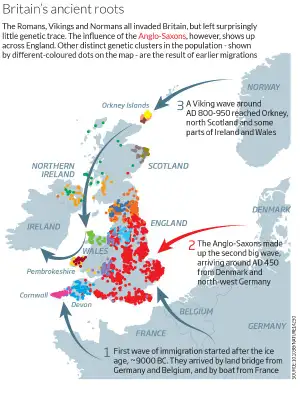 Britain's ancient roots
The Romans, Vikings and Normans all invaded Britain, but left surprisingly
little genetic trace. The influence of the Anglo-Saxons, however, shows up
across England. Other distinct genetic clusters in the population - shown
by different-coloured dots on the map - are the result of earlier migrations
NORWAY
Orkney Islands
3 A Viking wave around
AD 800-950 reached Orkney,
north Scotland and some
parts of Ireland and Wales
NORTHERN
IRELAND
SCOTLAND
DENMARK
IRELAND
ENGLAND
WALES
2 The Anglo-Saxons made
up the second big wave,
arriving around AD 450
from Denmark and
north-west Germany
Pembrokeshire
Cornwall
Devon
BELGIUM
GERMANY
FRANCE
1 First wave of immigration started after the ice
age, ~9000 BC. They arrived by land bridge from
Germany and Belgium, and by boat from France